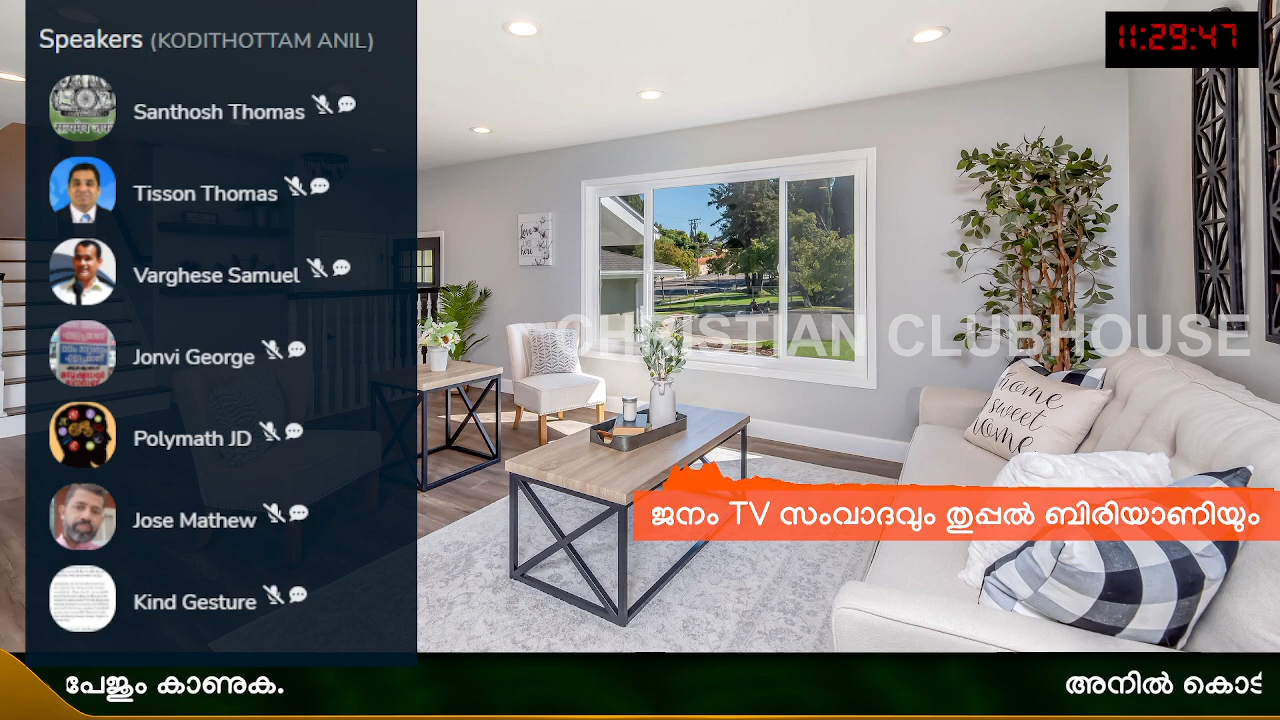 Speakers (KODITHOTTAM ANIL)
11:29:47
Santhosh Thomas
Tisson Thomas
Varghese Samuel
Jonvi George
Polymath JD
Jose Mathew
Kind Gesture
CHRISTIAN CLUBHOUSE
home
sweet
home
ജനം TV സംവാദവും തുപ്പൽ ബിരിയാണിയും
പേജും കാണുക.
അനിൽ കൊട